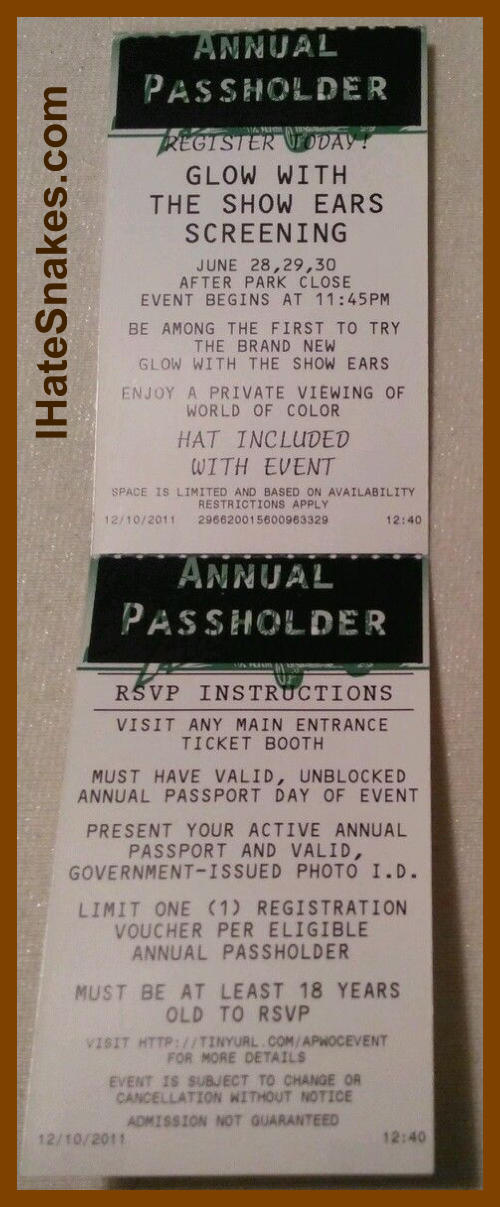 IHateSnakes.com
ANNUAL
PASSHOLDER
REGISTER TODAY!
GLOW WITH
THE SHOW EARS
SCREENING
JUNE 28,29,30
AFTER PARK CLOSE
EVENT BEGINS AT 11:45PM
BE AMONG THE FIRST TO TRY
THE BRAND NEW
GLOW WITH THE SHOW EARS
ENJOY A PRIVATE VIEWING OF
WORLD OF COLOR
HAT INCLUDED
WITH EVENT
SPACE IS LIMITED AND BASED ON AVAILABILITY
RESTRICTIONS APPLY
12/10/2011 296620015600963329 12:40
ANNUAL
PASSHOLDER
RSVP INSTRUCTIONS
VISIT ANY MAIN ENTRANCE
TICKET BOOTH
MUST HAVE VALID, UNBLOCKED
ANNUAL PASSPORT DAY OF EVENT
PRESENT YOUR ACTIVE ANNUAL
PASSPORT AND VALID,
GOVERNMENT-ISSUED PHOTO I.D.
LIMIT ONE (1) REGISTRATION
VOUCHER PER ELIGIBLE
ANNUAL PASSHOLDER
MUST BE AT LEAST 18 YEARS
OLD TO RSVP
VISIT HTTP://TINYURL.COM/APWOCEVENT
FOR MORE DETAILS
EVENT IS SUBJECT TO CHANGE OR
CANCELLATION WITHOUT NOTICE
ADMISSION NOT GUARANTEED
12/10/2011 12:40